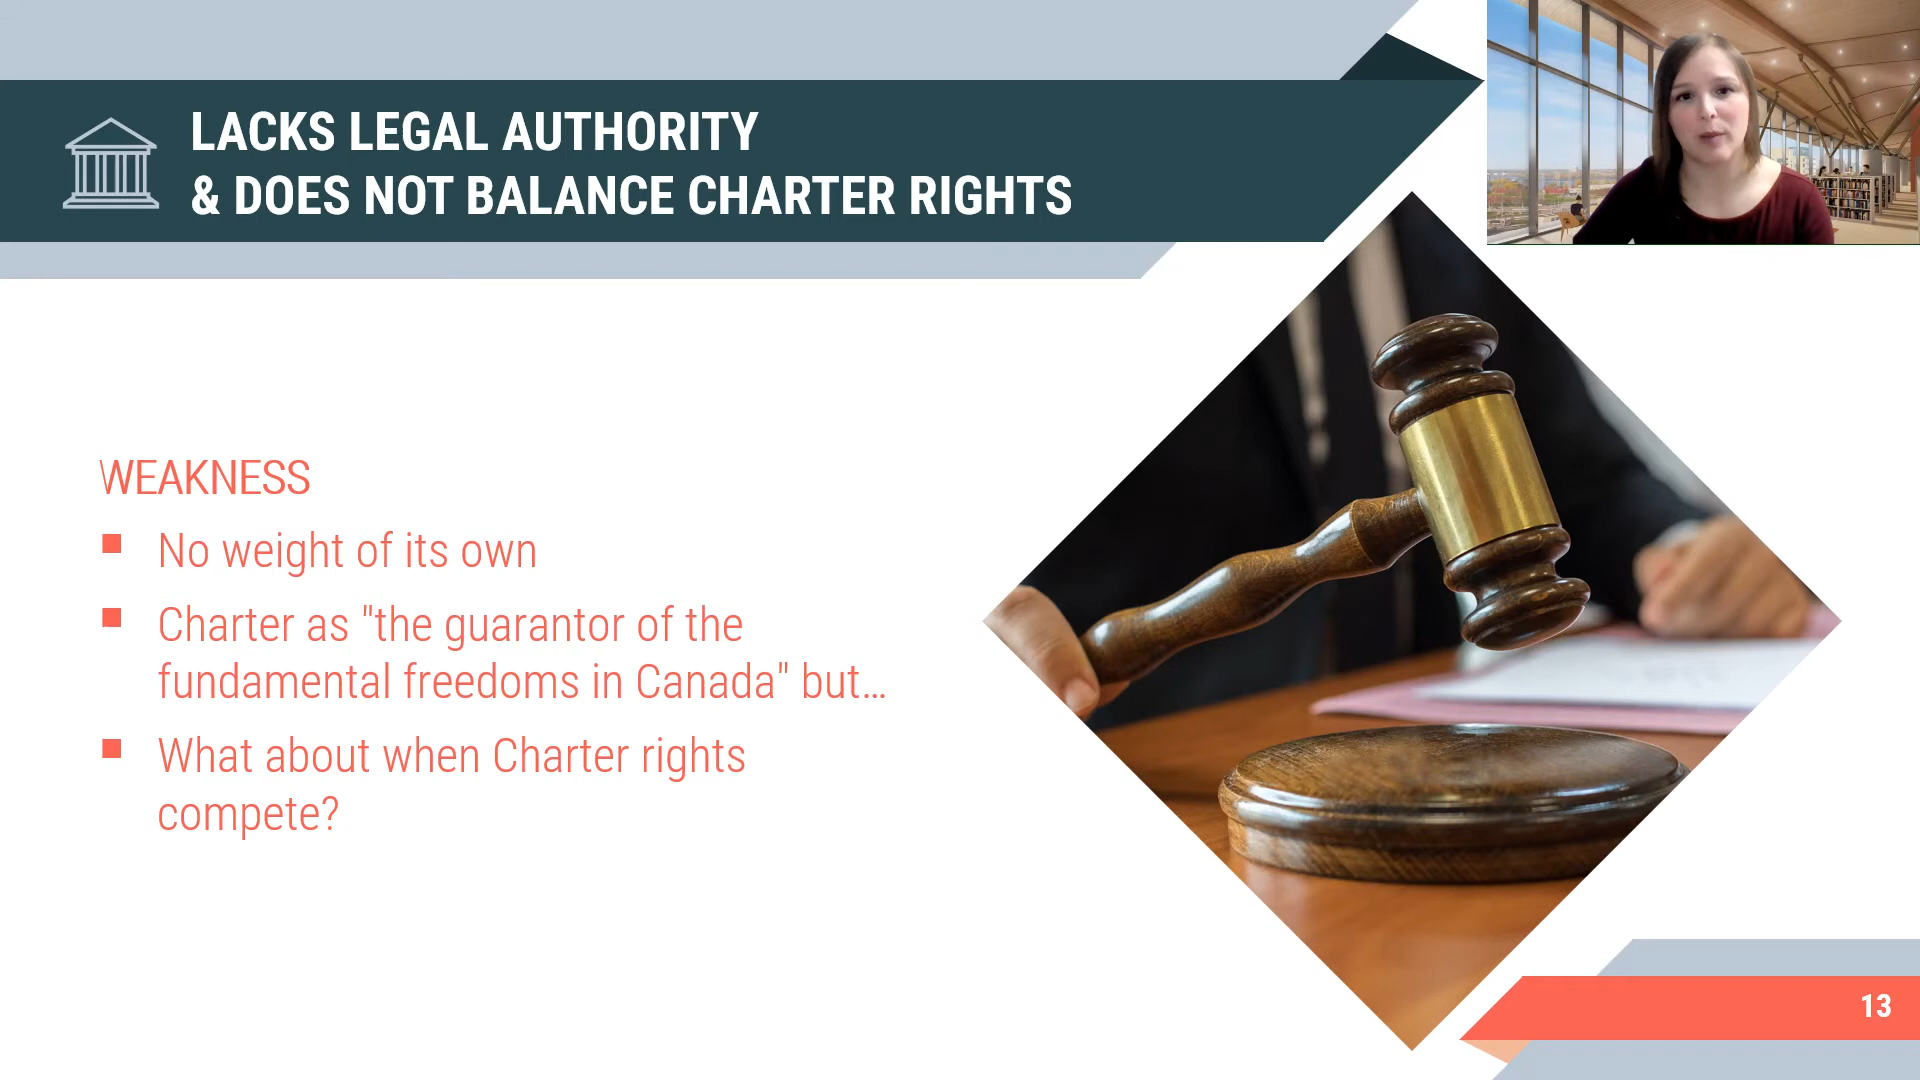 LACKS LEGAL AUTHORITY
& DOES NOT BALANCE CHARTER RIGHTS
WEAKNESS
No weight of its own
Charter as "the guarantor of the
fundamental freedoms in Canada" but...
What about when Charter rights
compete?
13